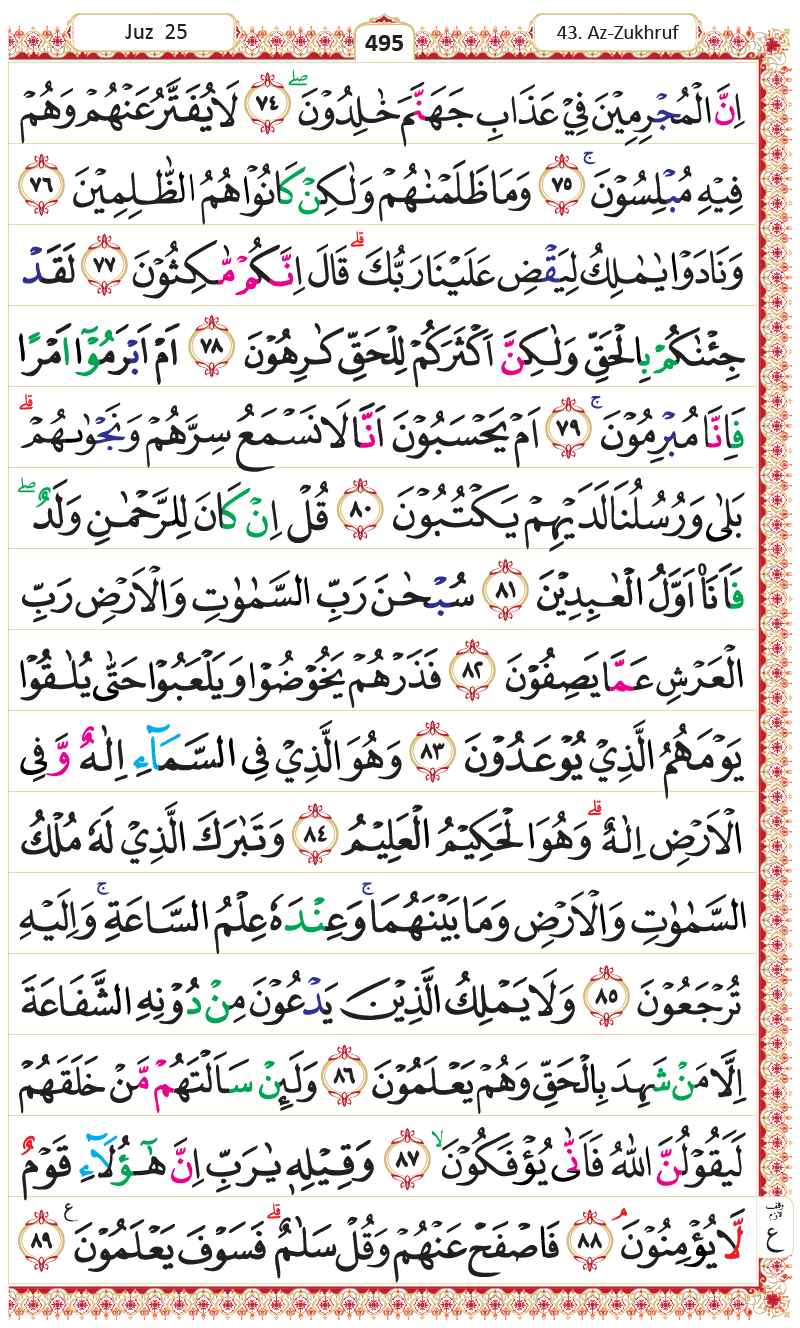 Juz 25
495
43. Az-Zukhruf
اِنَّ الْمُجْرِمِيْنَ فِيْ عَذَابِ جَهَنَّمَ خٰلِدُوْنَ ۖ ٧٤ لَا يُفَتَّرُ عَنْهُمْ وَهُمْ
فِيْهِ مُبْلِسُوْنَ ۚ ٧٥ وَمَا ظَلَمْنٰهُمْ وَلٰكِنْ كَانُوْا هُمُ الظّٰلِمِيْنَ ٧٦
وَنَادَوْا يٰمٰلِكُ لِيَقْضِ عَلَيْنَا رَبُّكَ ۗ قَالَ اِنَّكُمْ مّٰكِثُوْنَ ٧٧ لَقَدْ
جِئْنٰكُمْ بِالْحَقِّ وَلٰكِنَّ اَكْثَرَكُمْ لِلْحَقِّ كٰرِهُوْنَ ٧٨ اَمْ اَبْرَمُوْٓا اَمْرًا
فَاِنَّا مُبْرِمُوْنَ ۚ ٧٩ اَمْ يَحْسَبُوْنَ اَنَّا لَا نَسْمَعُ سِرَّهُمْ وَنَجْوٰىهُمْ ۗ
بَلٰى وَرُسُلُنَا لَدَيْهِمْ يَكْتُبُوْنَ ٨٠ قُلْ اِنْ كَانَ لِلرَّحْمٰنِ وَلَدٌ ۖ
فَاَنَا۠ اَوَّلُ الْعٰبِدِيْنَ ٨١ سُبْحٰنَ رَبِّ السَّمٰوٰتِ وَالْاَرْضِ رَبِّ
الْعَرْشِ عَمَّا يَصِفُوْنَ ٨٢ فَذَرْهُمْ يَخُوْضُوْا وَيَلْعَبُوْا حَتّٰى يُلٰقُوْا
يَوْمَهُمُ الَّذِيْ يُوْعَدُوْنَ ٨٣ وَهُوَ الَّذِيْ فِى السَّمَاۤءِ اِلٰهٌ وَّفِى
الْاَرْضِ اِلٰهٌ ۗ وَهُوَ الْحَكِيْمُ الْعَلِيْمُ ٨٤ وَتَبٰرَكَ الَّذِيْ لَهٗ مُلْكُ
السَّمٰوٰتِ وَالْاَرْضِ وَمَا بَيْنَهُمَا ۚ وَعِنْدَهٗ عِلْمُ السَّاعَةِ ۚ وَاِلَيْهِ
تُرْجَعُوْنَ ٨٥ وَلَا يَمْلِكُ الَّذِيْنَ يَدْعُوْنَ مِنْ دُوْنِهِ الشَّفَاعَةَ
اِلَّا مَنْ شَهِدَ بِالْحَقِّ وَهُمْ يَعْلَمُوْنَ ٨٦ وَلَىِٕنْ سَاَلْتَهُمْ مَّنْ خَلَقَهُمْ
لَيَقُوْلُنَّ اللّٰهُ فَاَنّٰى يُؤْفَكُوْنَ ۙ ٨٧ وَقِيْلِهٖ يٰرَبِّ اِنَّ هٰٓؤُلَاۤءِ قَوْمٌ
لَّا يُؤْمِنُوْنَ ۘ ٨٨ فَاصْفَحْ عَنْهُمْ وَقُلْ سَلٰمٌ ۗ فَسَوْفَ يَعْلَمُوْنَ ع ٨٩
وقف
لازم
ع